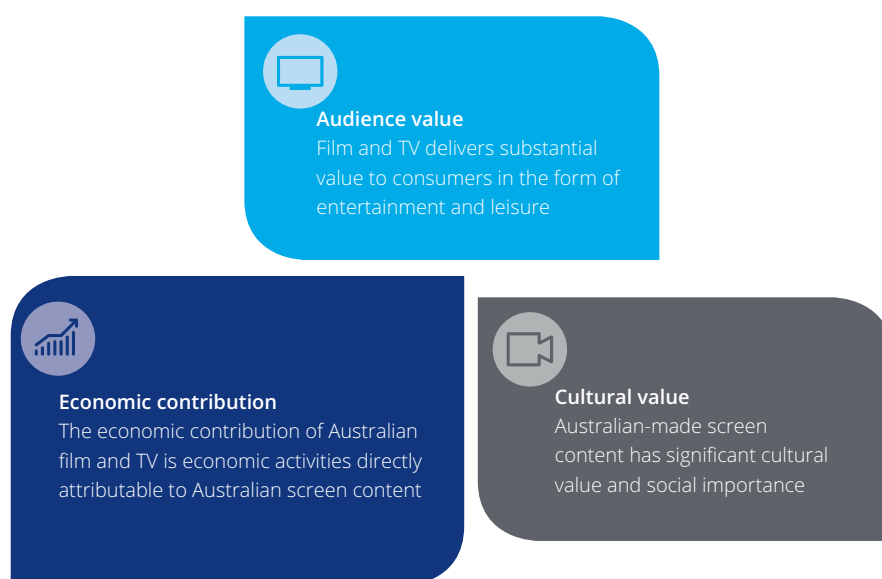 Audience value
Film and TV delivers substantial
value to consumers in the form of
entertainment and leisure
Economic contribution
The economic contribution of Australian
film and TV is economic activities directly
attributable to Australian screen content
Cultural value
Australian-made screen
content has significant cultural
value and social importance